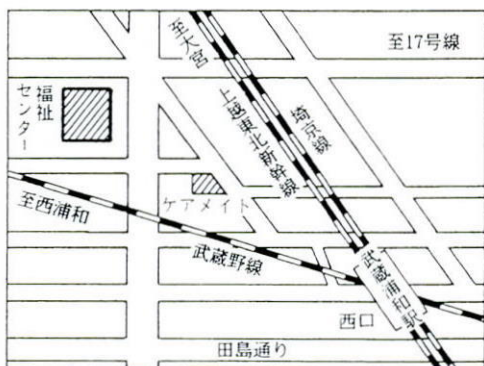 至大宮
至17号線
福祉
センター
上越東北新幹線
埼京線
ケアメイト
至西浦和
武蔵野線
武蔵浦和駅
西口
田島通り